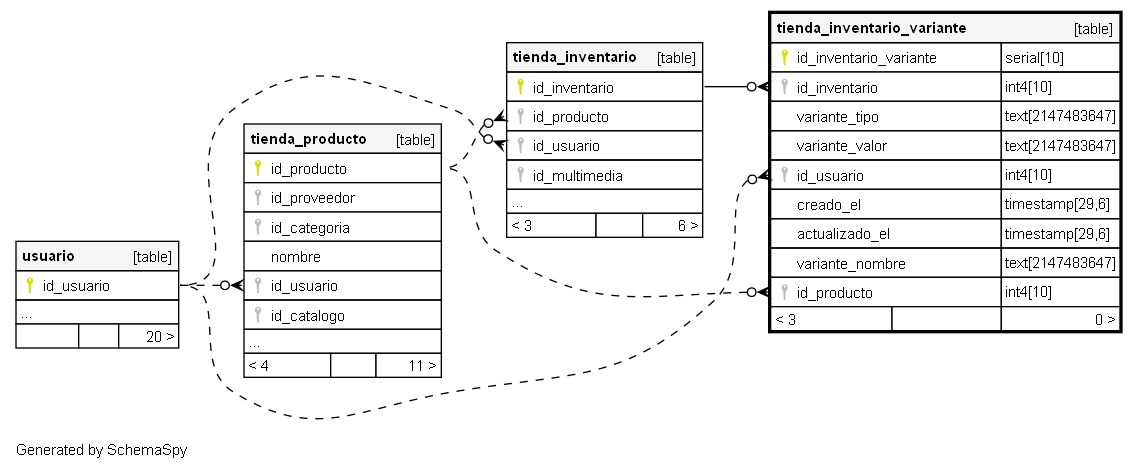 usuario [table]
id_usuario
...
20 >
tienda_producto [table]
id_producto
id_proveedor
id_categoria
nombre
id_usuario
id_catalogo
...
< 4 11 >
tienda_inventario [table]
id_inventario
id_producto
id_usuario
id_multimedia
...
< 3 6 >
tienda_inventario_variante [table]
id_inventario_variante serial[10]
id_inventario int4[10]
variante_tipo text[2147483647]
variante_valor text[2147483647]
id_usuario int4[10]
creado_el timestamp[29,6]
actualizado_el timestamp[29,6]
variante_nombre text[2147483647]
id_producto int4[10]
< 3 0 >
Generated by SchemaSpy